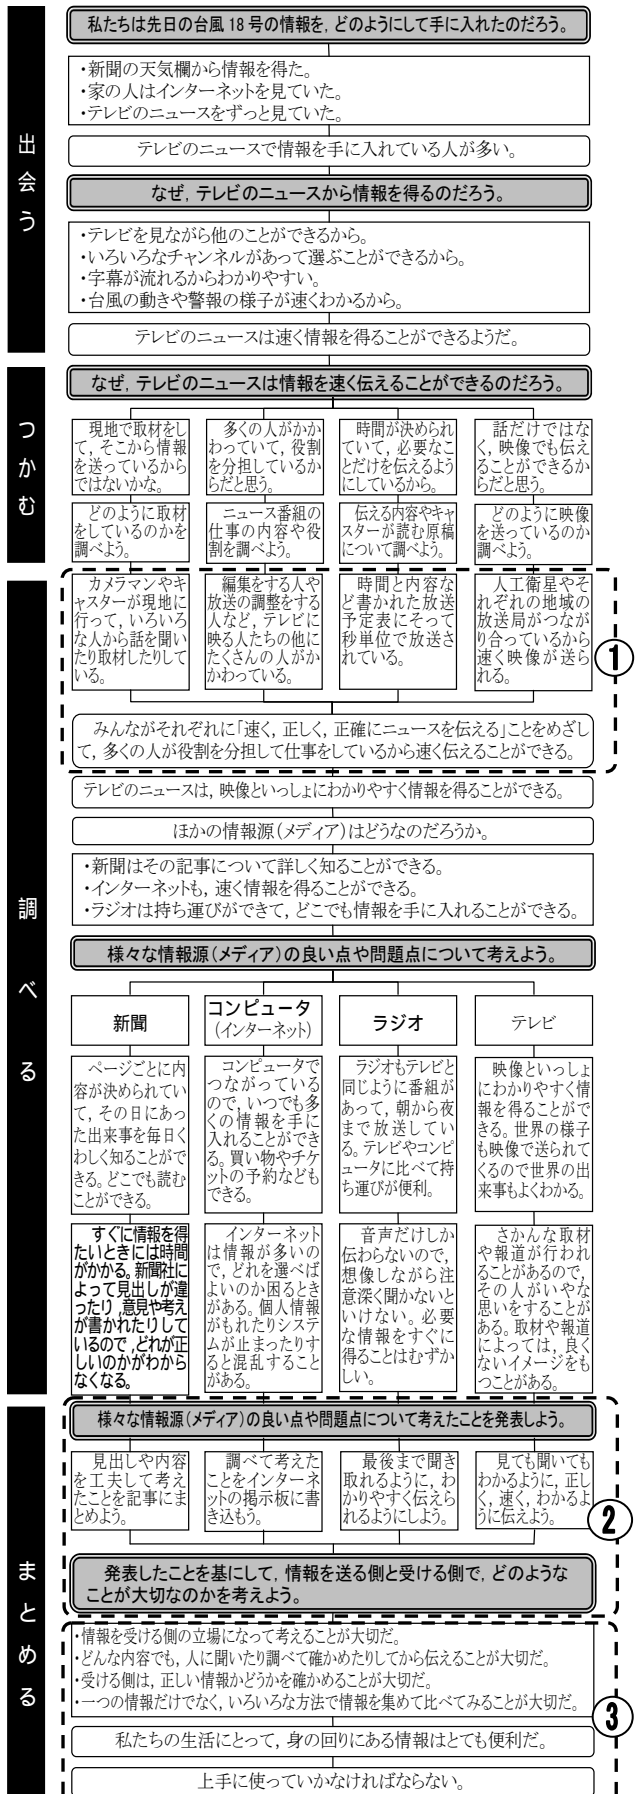 私たちは先日の台風18号の情報を，どのようにして手に入れたのだろう。
・新聞の天気欄から情報を得た。
・家の人はインターネットを見ていた。
・テレビのニュースをずっと見ていた。
テレビのニュースで情報を手に入れている人が多い。
出会う
なぜ，テレビのニュースから情報を得るのだろう。
・テレビを見ながら他のことができるから。
・いろいろなチャンネルがあって選ぶことができるから。
・字幕が流れるからわかりやすい。
・台風の動きや警報の様子が速くわかるから。
テレビのニュースは速く情報を得ることができるようだ。
なぜ，テレビのニュースは情報を速く伝えることができるのだろう。
つかむ
現地で取材をし
て，そこから情報
を送っているから
ではないかな。
多くの人がかか
わっていて，役割
を分担しているか
らだと思う。
時間が決められ
ていて，必要なこ
とだけを伝えるよう
にしているから。
話だけではな
く，映像でも伝え
ることができるか
らだと思う。
どのように取材
をしているのかを
調べよう。
ニュース番組の
仕事の内容や役
割を調べよう。
伝える内容やキャ
スターが読む原稿
について調べよう。
どのように映像
を送っているのか
調べよう。
調べる
カメラマンやキ
ャスターが現地に
行って，いろいろ
な人から話を聞い
たり取材したりして
いる。
編集をする人や
放送の調整をする
人など，テレビに
映る人たちの他に
たくさんの人がか
かわっている。
時間と内容な
ど書かれた放送
予定表にそって
秒単位で放送さ
れている。
人工衛星やそ
れぞれの地域の
放送局がつなが
り合っているから
速く映像が送ら
れる。
①
みんながそれぞれに「速く，正しく，正確にニュースを伝える」ことをめざし
て，多くの人が役割を分担して仕事をしているから速く伝えることができる。
テレビのニュースは，映像といっしょにわかりやすく情報を得ることができる。
ほかの情報源（メディア）はどうなのだろうか。
・新聞はその記事について詳しく知ることができる。
・インターネットも，速く情報を得ることができる。
・ラジオは持ち運びができて，どこでも情報を手に入れることができる。
様々な情報源（メディア）の良い点や問題点について考えよう。
新聞
コンピュータ
（インターネット）
ラジオ
テレビ
ページごとに内
容が決められてい
て，その日にあっ
た出来事を毎日く
わしく知ることがで
きる。どこでも読む
ことができる。
コンピュータで
つながっている
ので，いつでも多
くの情報を手に
入れることができ
る。買い物やチケ
ットの予約なども
できる。
ラジオもテレビと
同じように番組が
あって，朝から夜
まで放送してい
る。テレビやコンピ
ュータに比べて持
ち運びが便利。
映像といっしょ
にわかりやすく情
報を得ることがで
きる。世界の様子
も映像で送られて
くるので世界の出
来事もよくわかる。
すぐに情報を得
たいときには時間
がかかる。新聞社に
よって見出しが違
ったり，意見や考え
が書かれたりして
いるので，どれが正
しいのかがわから
なくなる。
インターネット
は情報が多いの
で，どれを選べば
よいのか困るとき
がある。個人情報
がもれたりシステ
ムが止まったりす
ると混乱すること
がある。
音声だけしか
伝わらないので，
想像しながら注
意深く聞かないと
いけない。必要
な情報をすぐに
得ることはむずか
しい。
さかんな取材
や報道が行われ
ることがあるので，
その人がいやな
思いをすることが
ある。取材や報道
によっては，良く
ないイメージをも
つことがある。
まとめる
様々な情報源（メディア）の良い点や問題点について考えたことを発表しよう。
見出しや内容
を工夫して考え
たことを記事にま
とめよう。
調べて考えた
ことをインターネ
ットの掲示板に書
き込もう。
最後まで聞き
取れるように，わ
かりやすく伝えら
れるようにしよう。
見ても聞いても
わかるように，正し
く，速く，わかるよ
うに伝えよう。
②
発表したことを基にして，情報を送る側と受ける側で，どのような
ことが大切なのかを考えよう。
・情報を受ける側の立場になって考えることが大切だ。
・どんな内容でも，人に聞いたり調べて確かめたりしてから伝えることが大切だ。
・受ける側は，正しい情報かどうかを確かめることが大切だ。
・一つの情報だけでなく，いろいろな方法で情報を集めて比べてみることが大切だ。
③
私たちの生活にとって，身の回りにある情報はとても便利だ。
上手に使っていかなければならない。